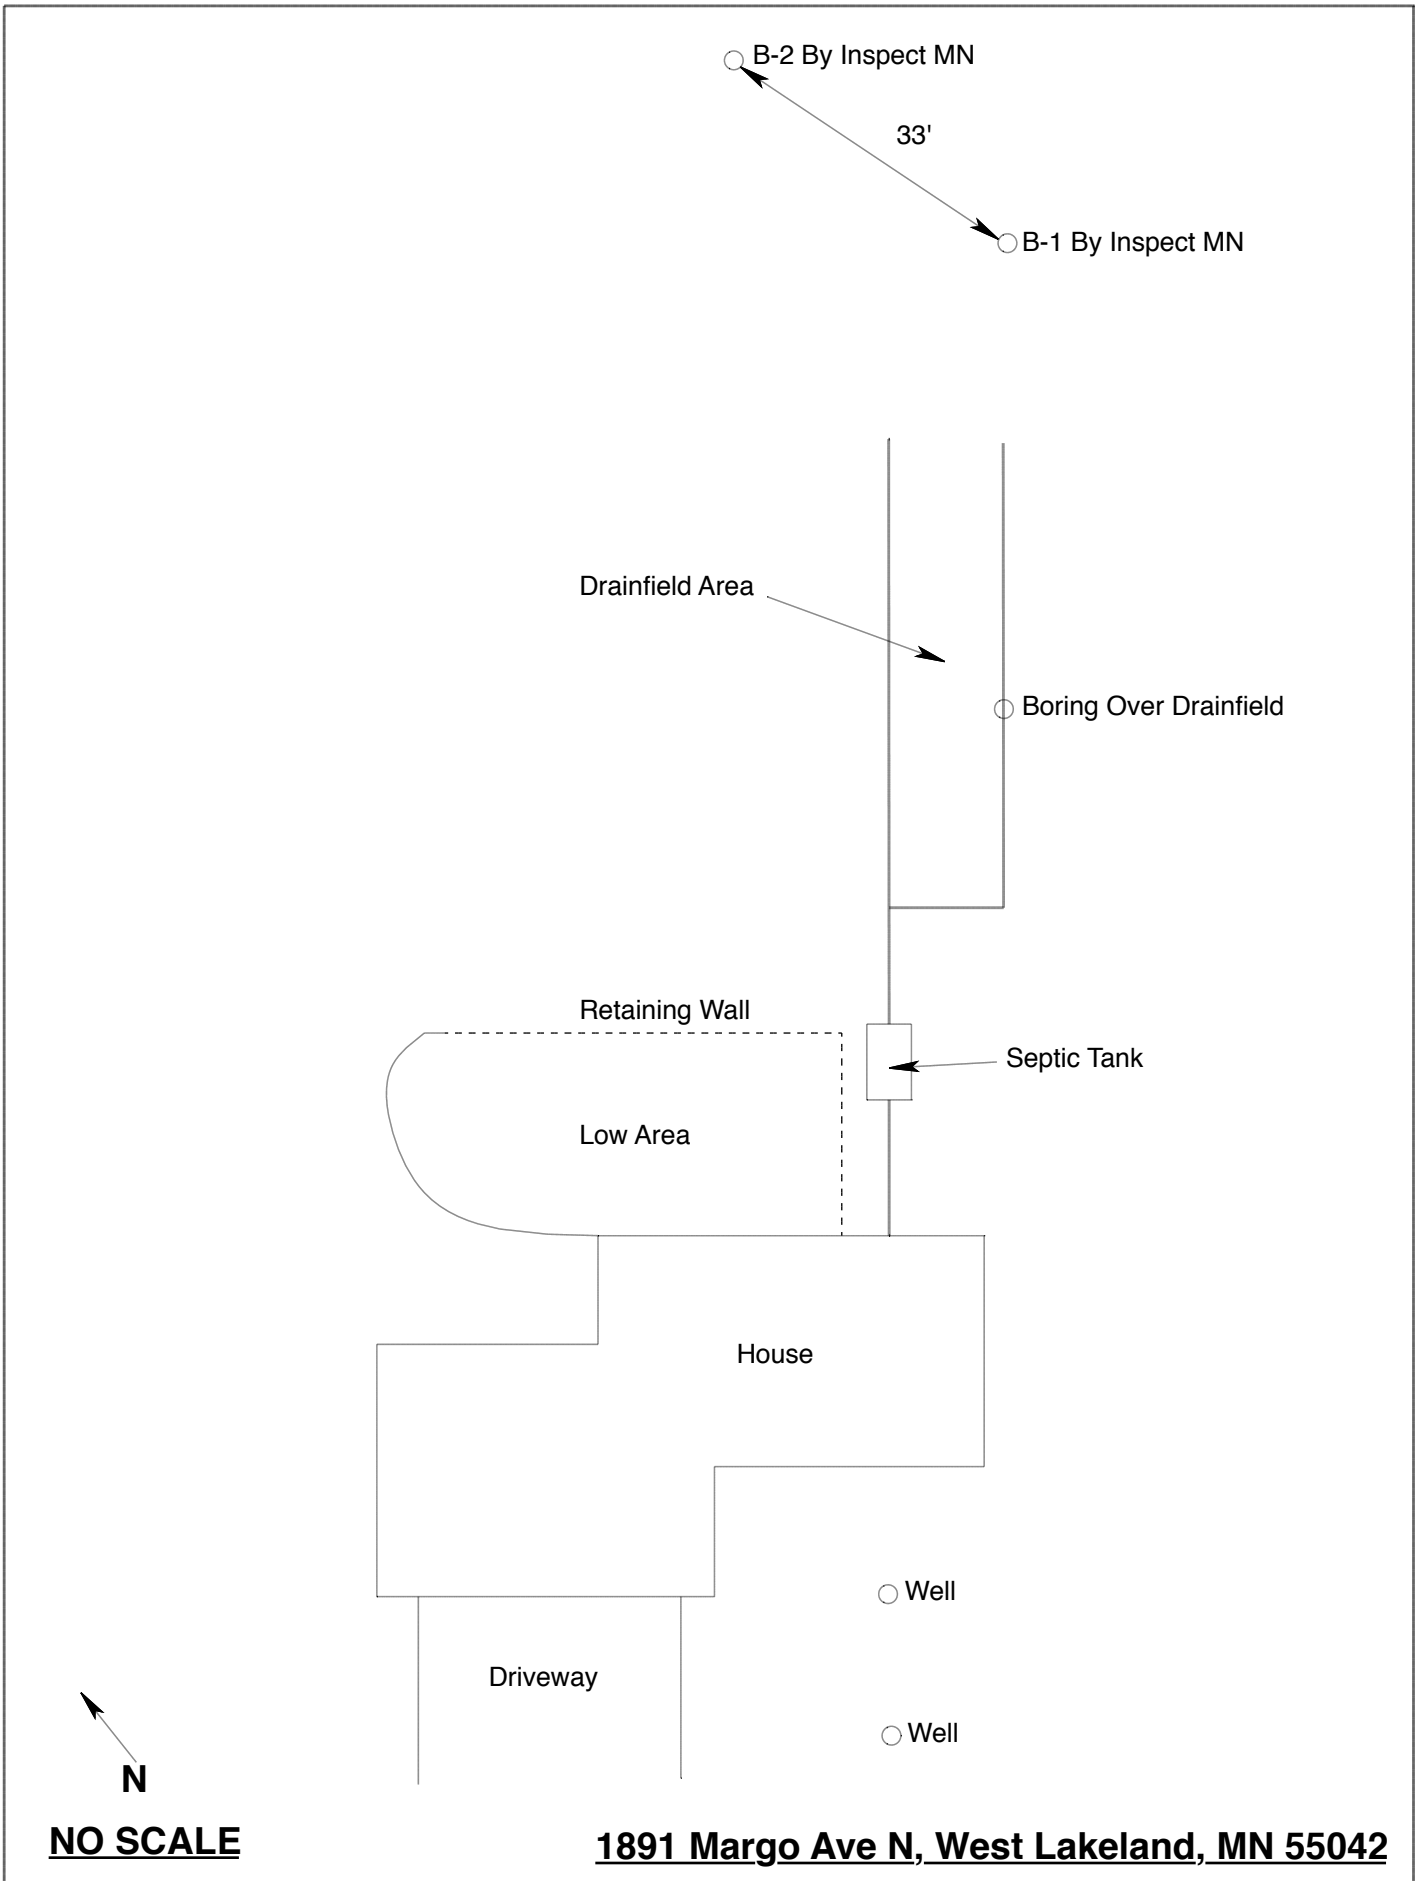 B-2 By Inspect MN
33'
B-1 By Inspect MN
Drainfield Area
Boring Over Drainfield
Retaining Wall
Septic Tank
Low Area
House
Well
Driveway
Well
N
NO SCALE
1891 Margo Ave N, West Lakeland, MN 55042